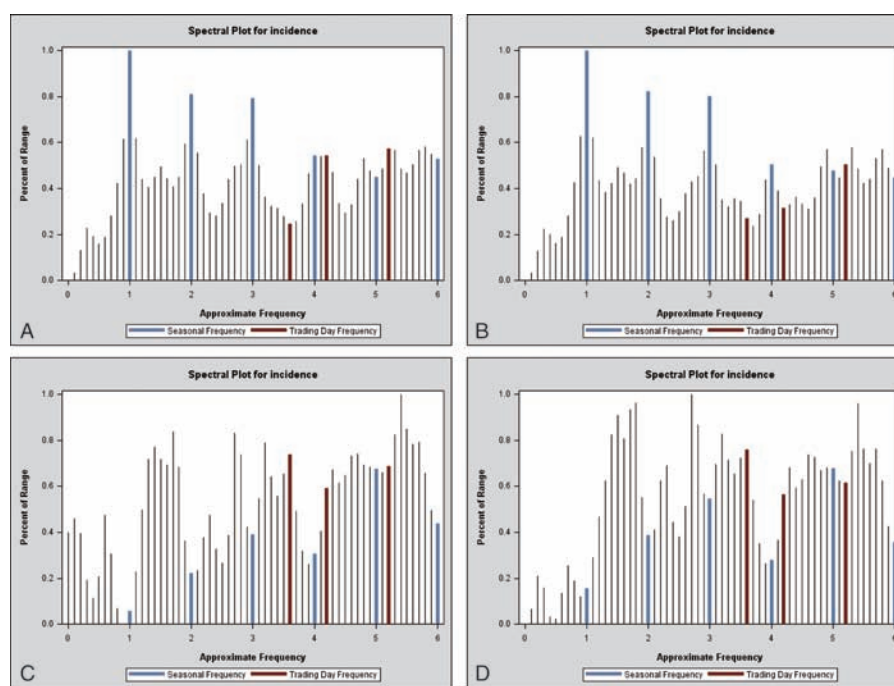 Spectral Plot for incidence
Percent of Range
1.0
0.8
0.6
0.4
0.2
0.0
0 1 2 3 4 5 6
Approximate Frequency
A
Seasonal Frequency Trading Day Frequency
Spectral Plot for incidence
Percent of Range
1.0
0.8
0.6
0.4
0.2
0.0
0 1 2 3 4 5 6
Approximate Frequency
B
Seasonal Frequency Trading Day Frequency
Spectral Plot for incidence
Percent of Range
1.0
0.8
0.6
0.4
0.2
0.0
0 1 2 3 4 5 6
Approximate Frequency
C
Seasonal Frequency Trading Day Frequency
Spectral Plot for incidence
Percent of Range
1.0
0.8
0.6
0.4
0.2
0.0
0 1 2 3 4 5 6
Approximate Frequency
D
Seasonal Frequency Trading Day Frequency